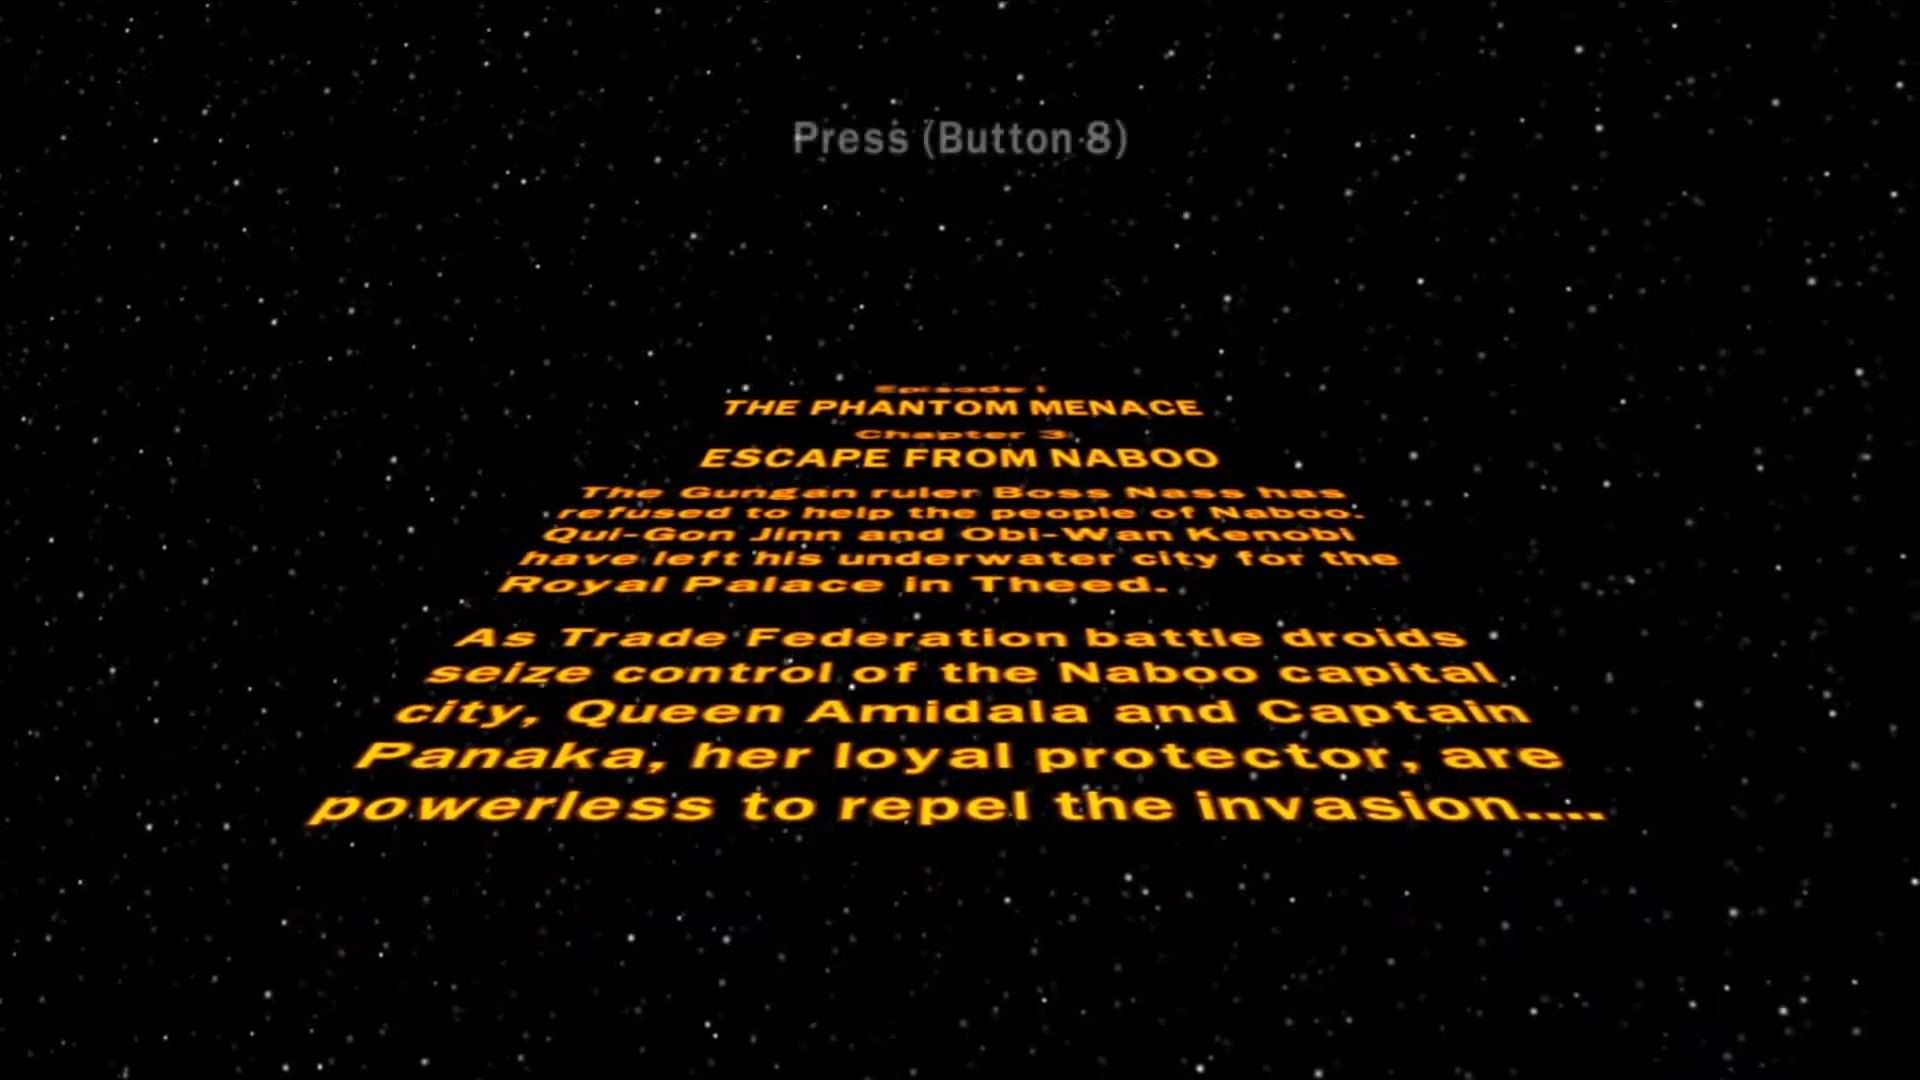 Press (Button 8)
Episode I
THE PHANTOM MENACE
Chapter 3
ESCAPE FROM NABOO
The Gungan ruler Boss Nass has
refused to help the people of Naboo.
Qui-Gon Jinn and Obi-Wan Kenobi
have left his underwater city for the
Royal Palace in Theed.
As Trade Federation battle droids
seize control of the Naboo capital
city, Queen Amidala and Captain
Panaka, her loyal protector, are
powerless to repel the invasion....